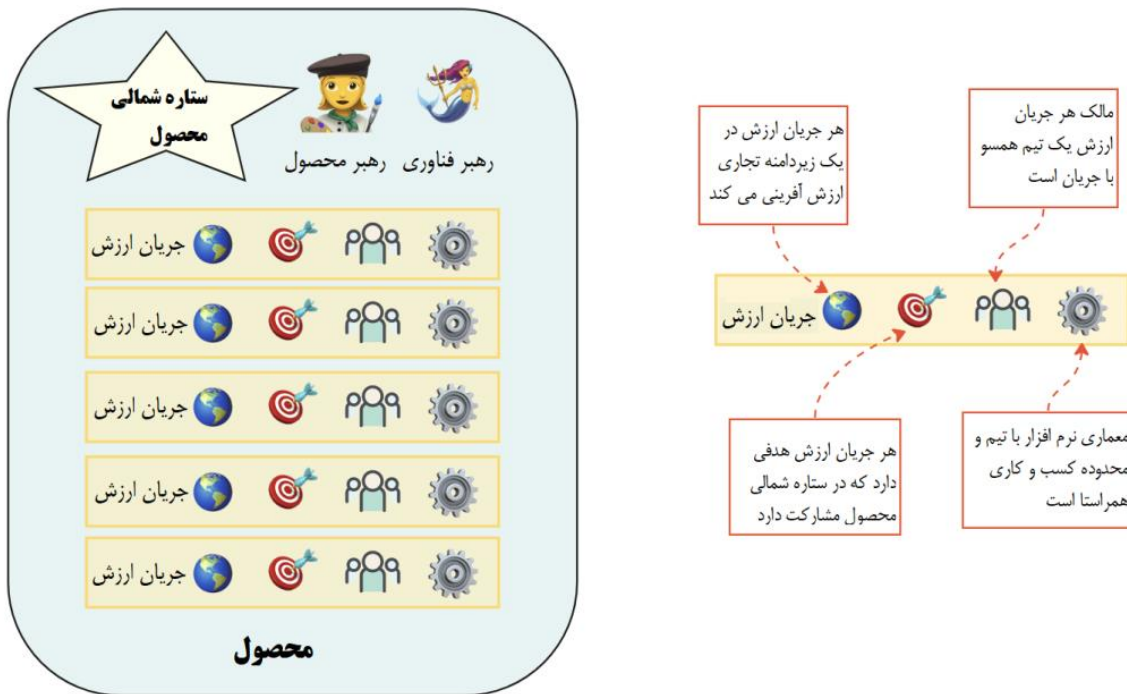 ستاره شمالی
محصول
رهبر محصول
رهبر فناوری
جریان ارزش
جریان ارزش
جریان ارزش
جریان ارزش
جریان ارزش
محصول
هر جریان ارزش در
یک زیردامنه تجاری
ارزش آفرینی می کند
مالک هر جریان
ارزش یک تیم همسو
با جریان است
جریان ارزش
هر جریان ارزش هدفی
دارد که در ستاره شمالی
محصول مشارکت دارد
معماری نرم افزار با تیم و
محدوده کسب و کاری
همراستا است